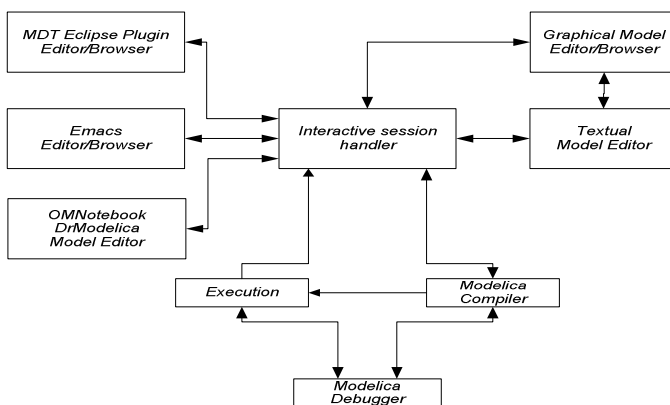 MDT Eclipse Plugin
Editor/Browser
Graphical Model
Editor/Browser
Emacs
Editor/Browser
Interactive session
handler
Textual
Model Editor
OMNotebook
DrModelica
Model Editor
Execution
Modelica
Compiler
Modelica
Debugger